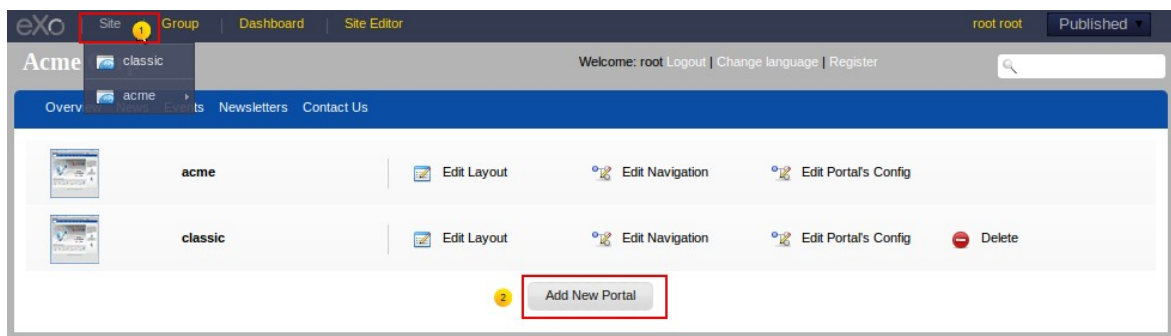 eXo Site 1 Group Dashboard Site Editor root root Published
classic
Acme Welcome: root Logout | Change language | Register
acme
Overview News Events Newsletters Contact Us
acme Edit Layout Edit Navigation Edit Portal's Config
classic Edit Layout Edit Navigation Edit Portal's Config Delete
2 Add New Portal